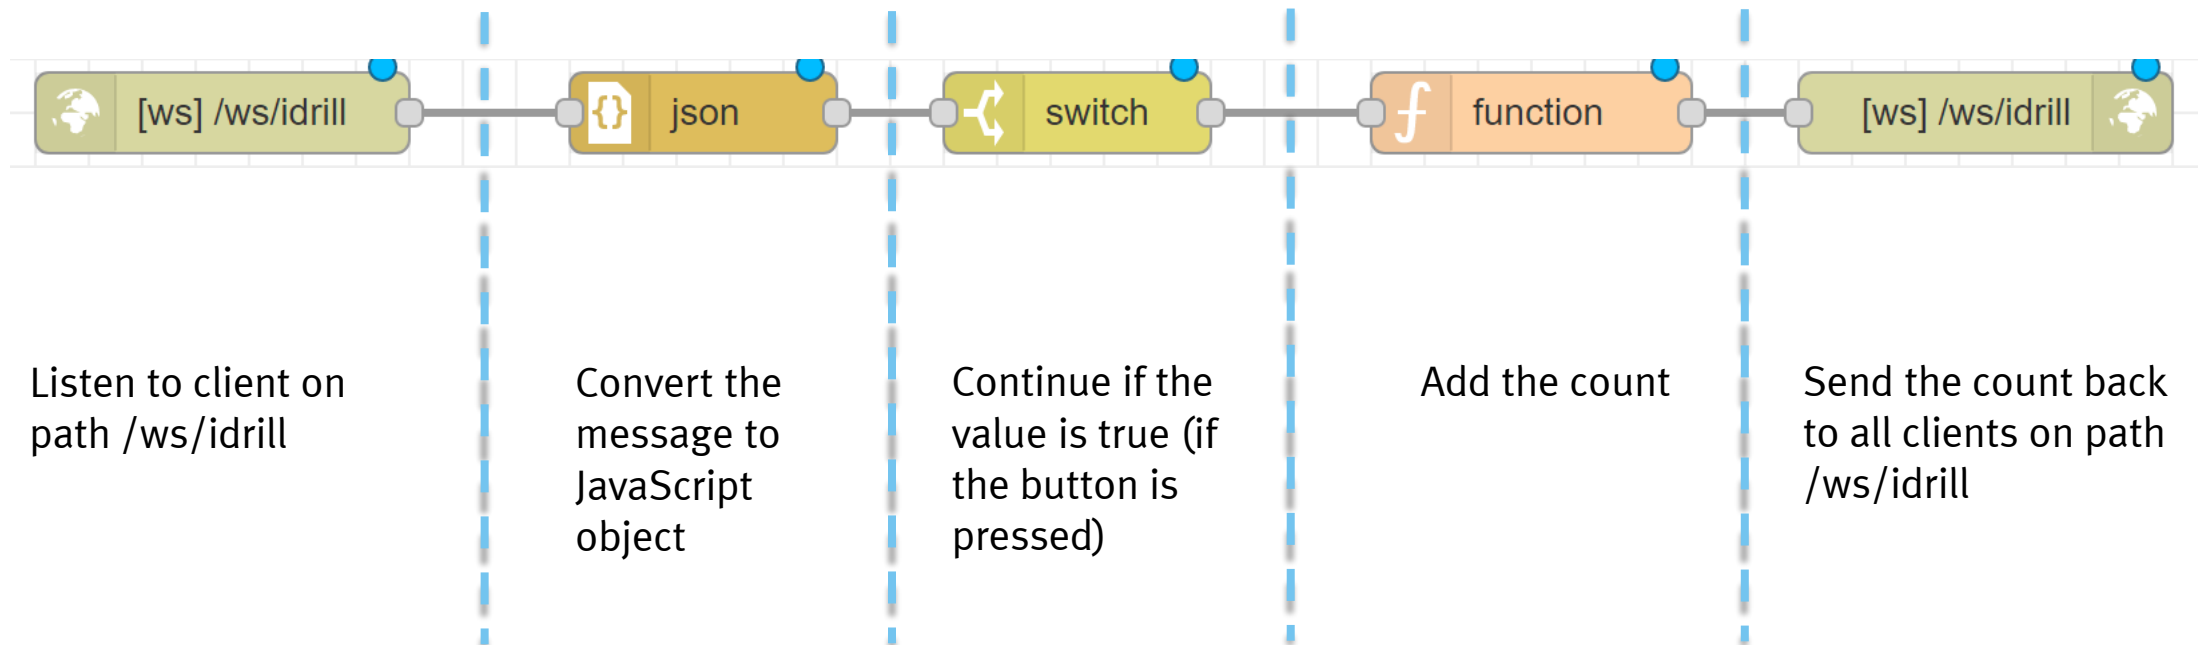 [ws] /ws/idrill
json
switch
function
[ws] /ws/idrill
Listen to client on
path /ws/idrill
Convert the
message to
JavaScript
object
Continue if the
value is true (if
the button is
pressed)
Add the count
Send the count back
to all clients on path
/ws/idrill